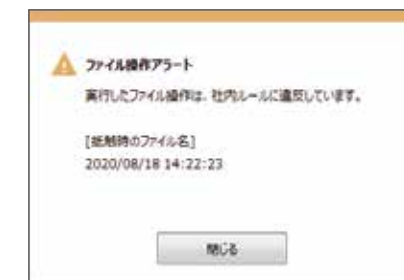 ファイル操作アラート
実行したファイル操作は、社内ルールに違反しています。
[抵触時のファイル名]
2020/08/18 14:22:23
閉じる